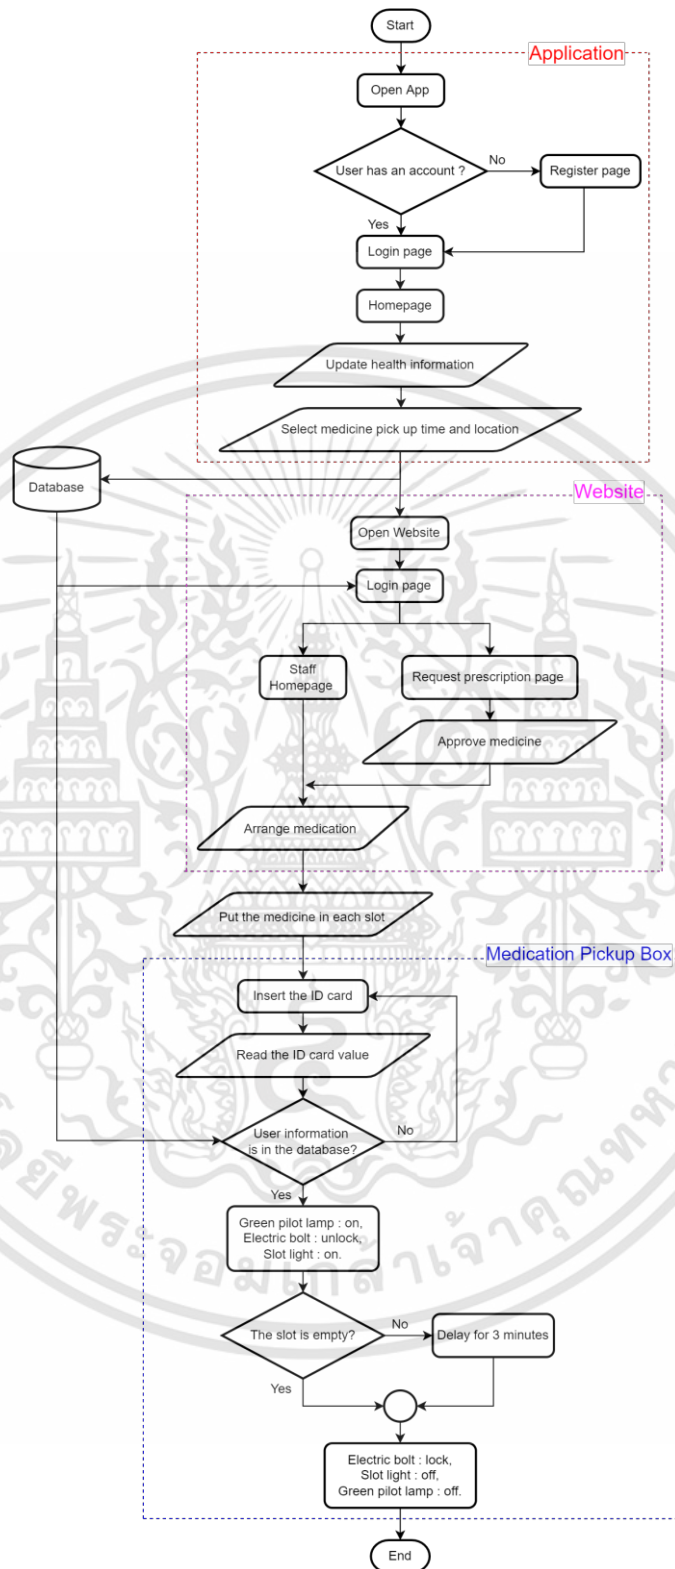 Start
Application
Open App
User has an account ?
No
Register page
Yes
Login page
Homepage
Update health information
Select medicine pick up time and location
Database
Website
Open Website
Login page
Staff
Homepage
Request prescription page
Approve medicine
Arrange medication
Put the medicine in each slot
Medication Pickup Box
Insert the ID card
Read the ID card value
User information
is in the database?
No
Yes
Green pilot lamp : on,
Electric bolt : unlock,
Slot light : on.
The slot is empty?
No
Delay for 3 minutes
Yes
Electric bolt : lock,
Slot light : off,
Green pilot lamp : off.
End